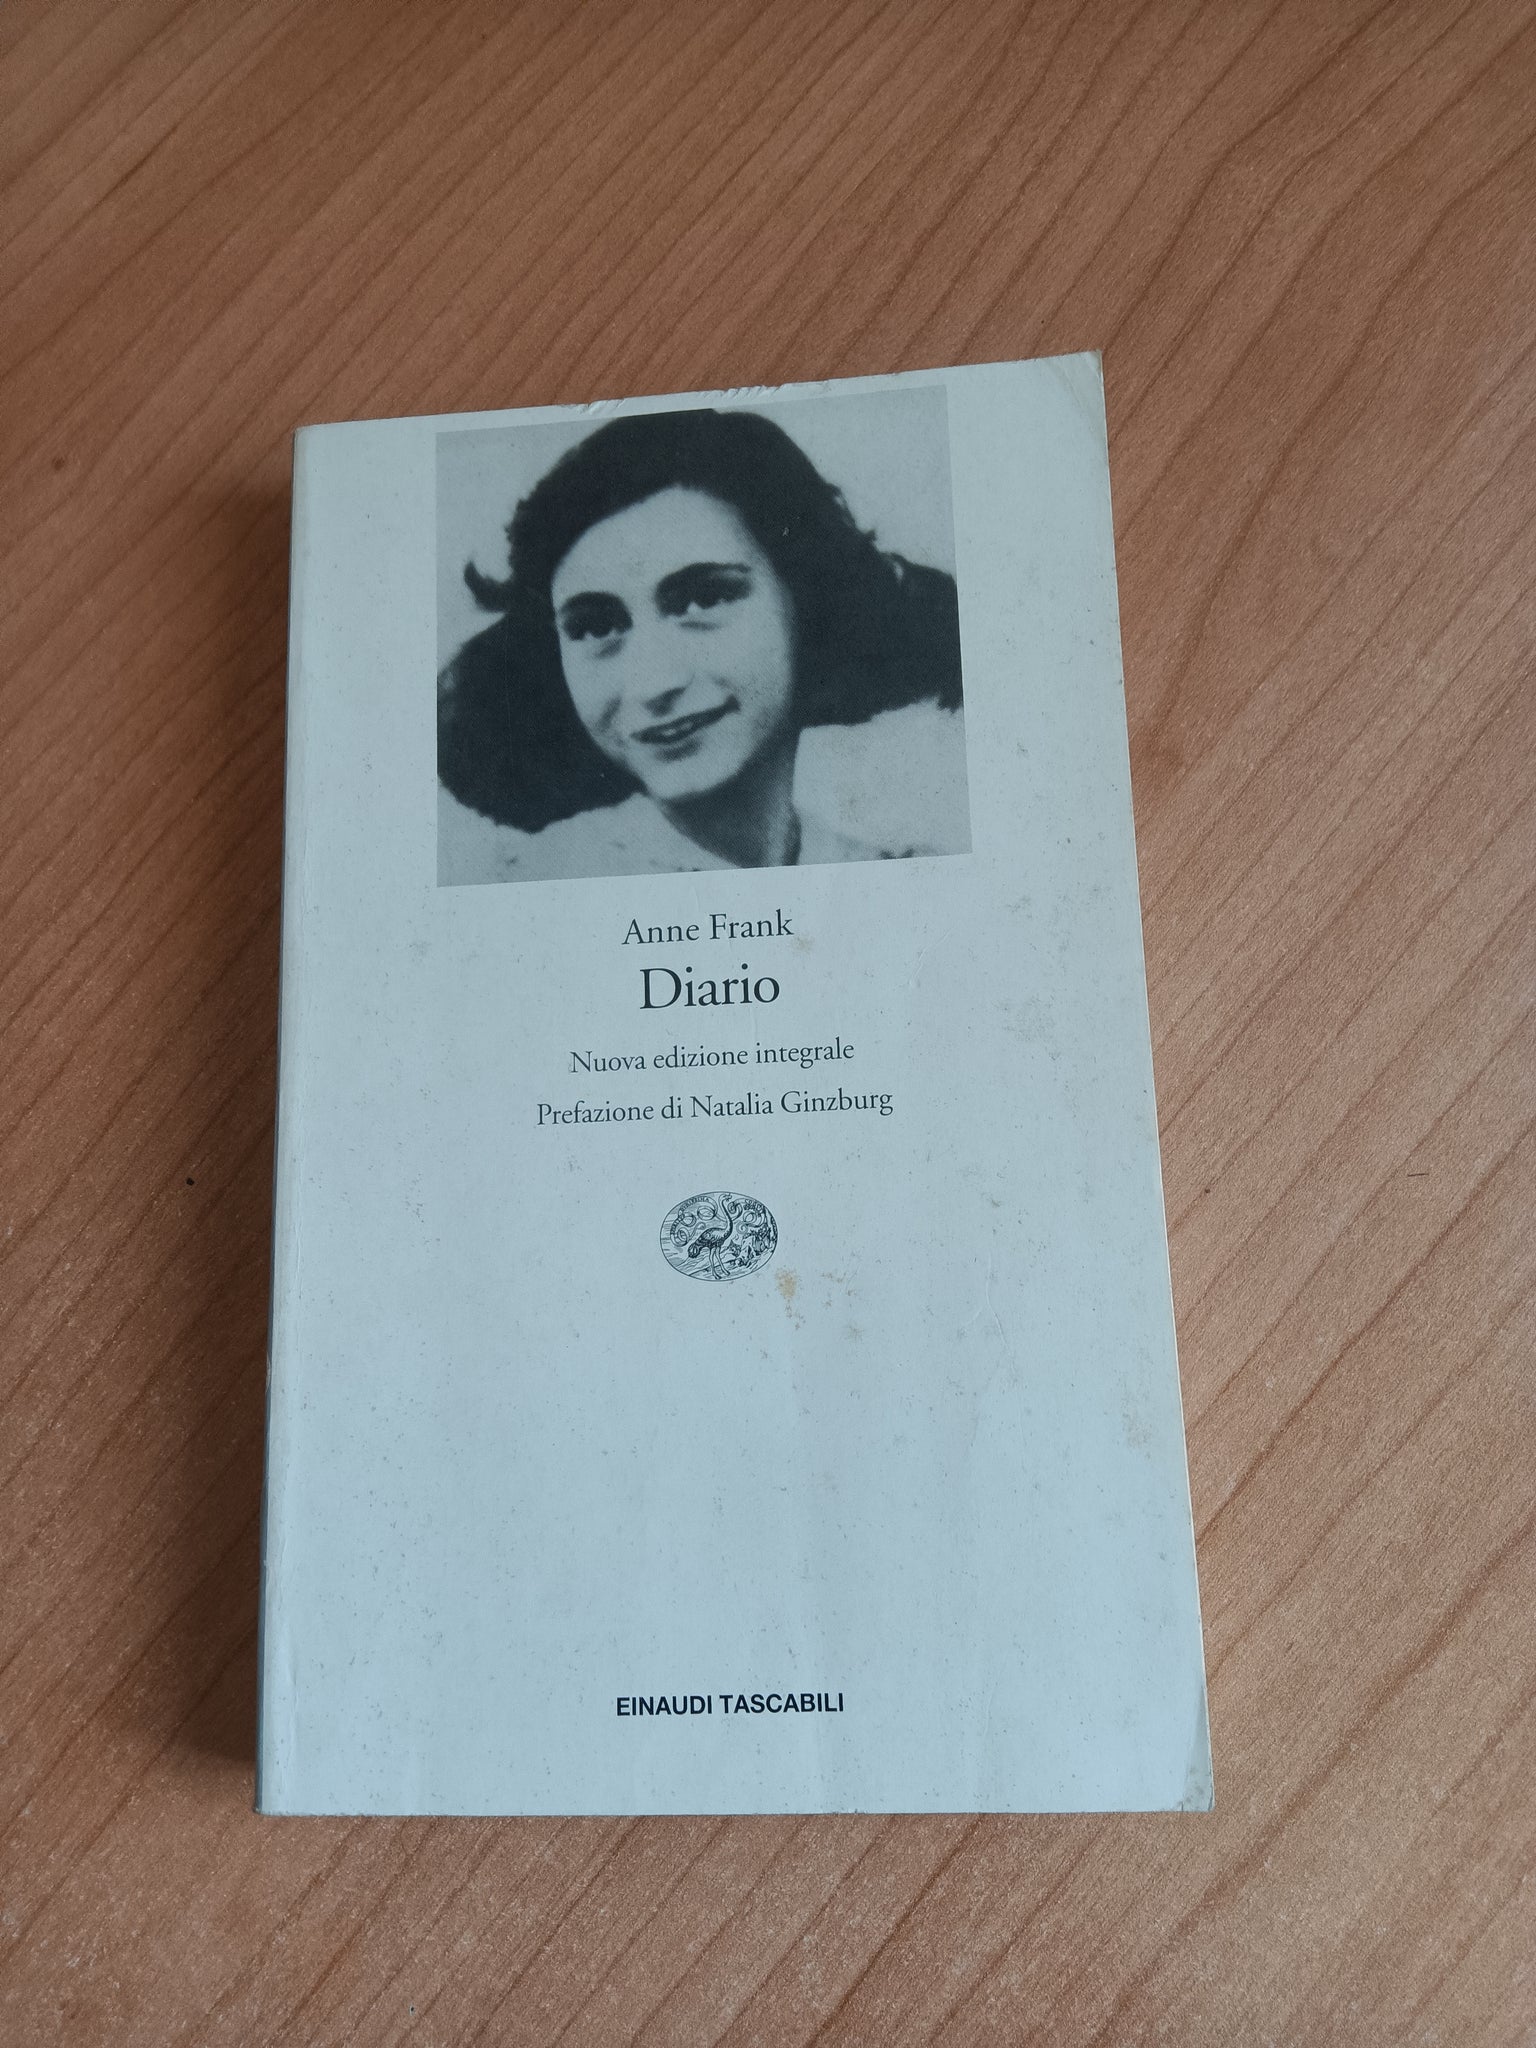 Anne Frank
Diario
Nuova edizione integrale
Prefazione di Natalia Ginzburg
EINAUDI TASCABILI